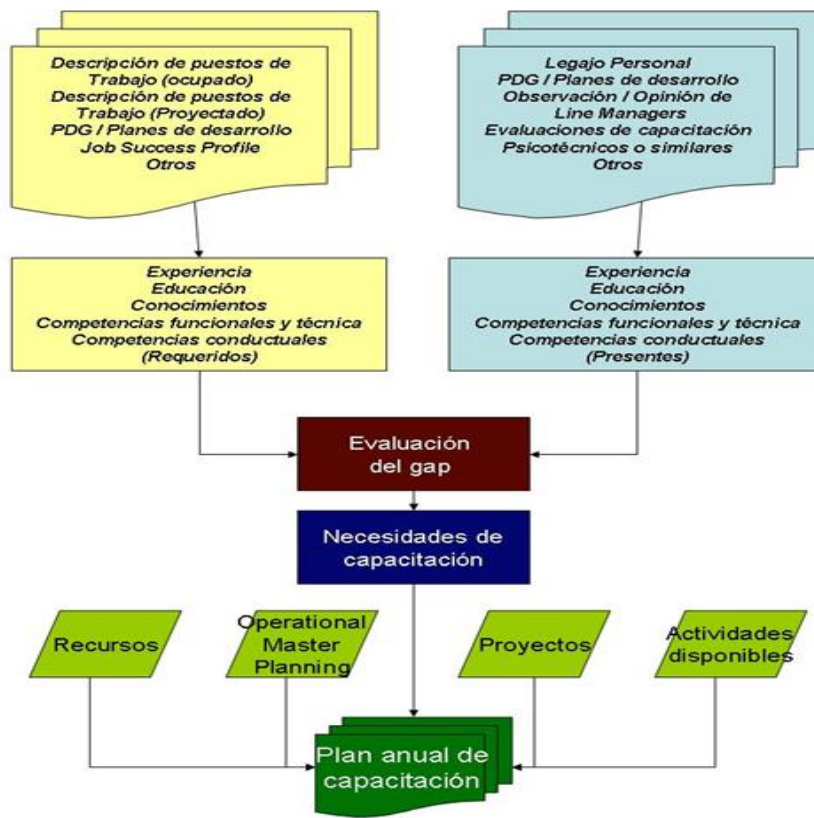 Descripción de puestos de
Trabajo (ocupado)
Descripción de puestos de
Trabajo (Proyectado)
PDG / Planes de desarrollo
Job Success Profile
Otros
Legajo Personal
PDG / Planes de desarrollo
Observación / Opinión de
Line Managers
Evaluaciones de capacitación
Psicotécnicos o similares
Otros
Experiencia
Educación
Conocimientos
Competencias funcionales y técnica
Competencias conductuales
(Requeridos)
Experiencia
Educación
Conocimientos
Competencias funcionales y técnica
Competencias conductuales
(Presentes)
Evaluación
del gap
Necesidades de
capacitación
Recursos
Operational
Master
Planning
Proyectos
Actividades
disponibles
Plan anual de
capacitación